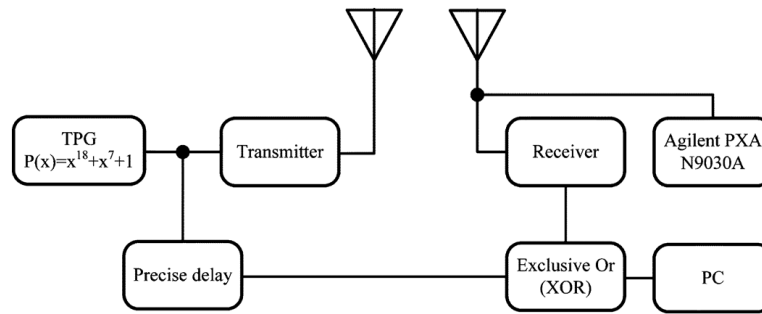 TPG
P(x)=x¹⁸+x⁷+1
Transmitter
Receiver
Agilent PXA
N9030A
Precise delay
Exclusive Or
(XOR)
PC